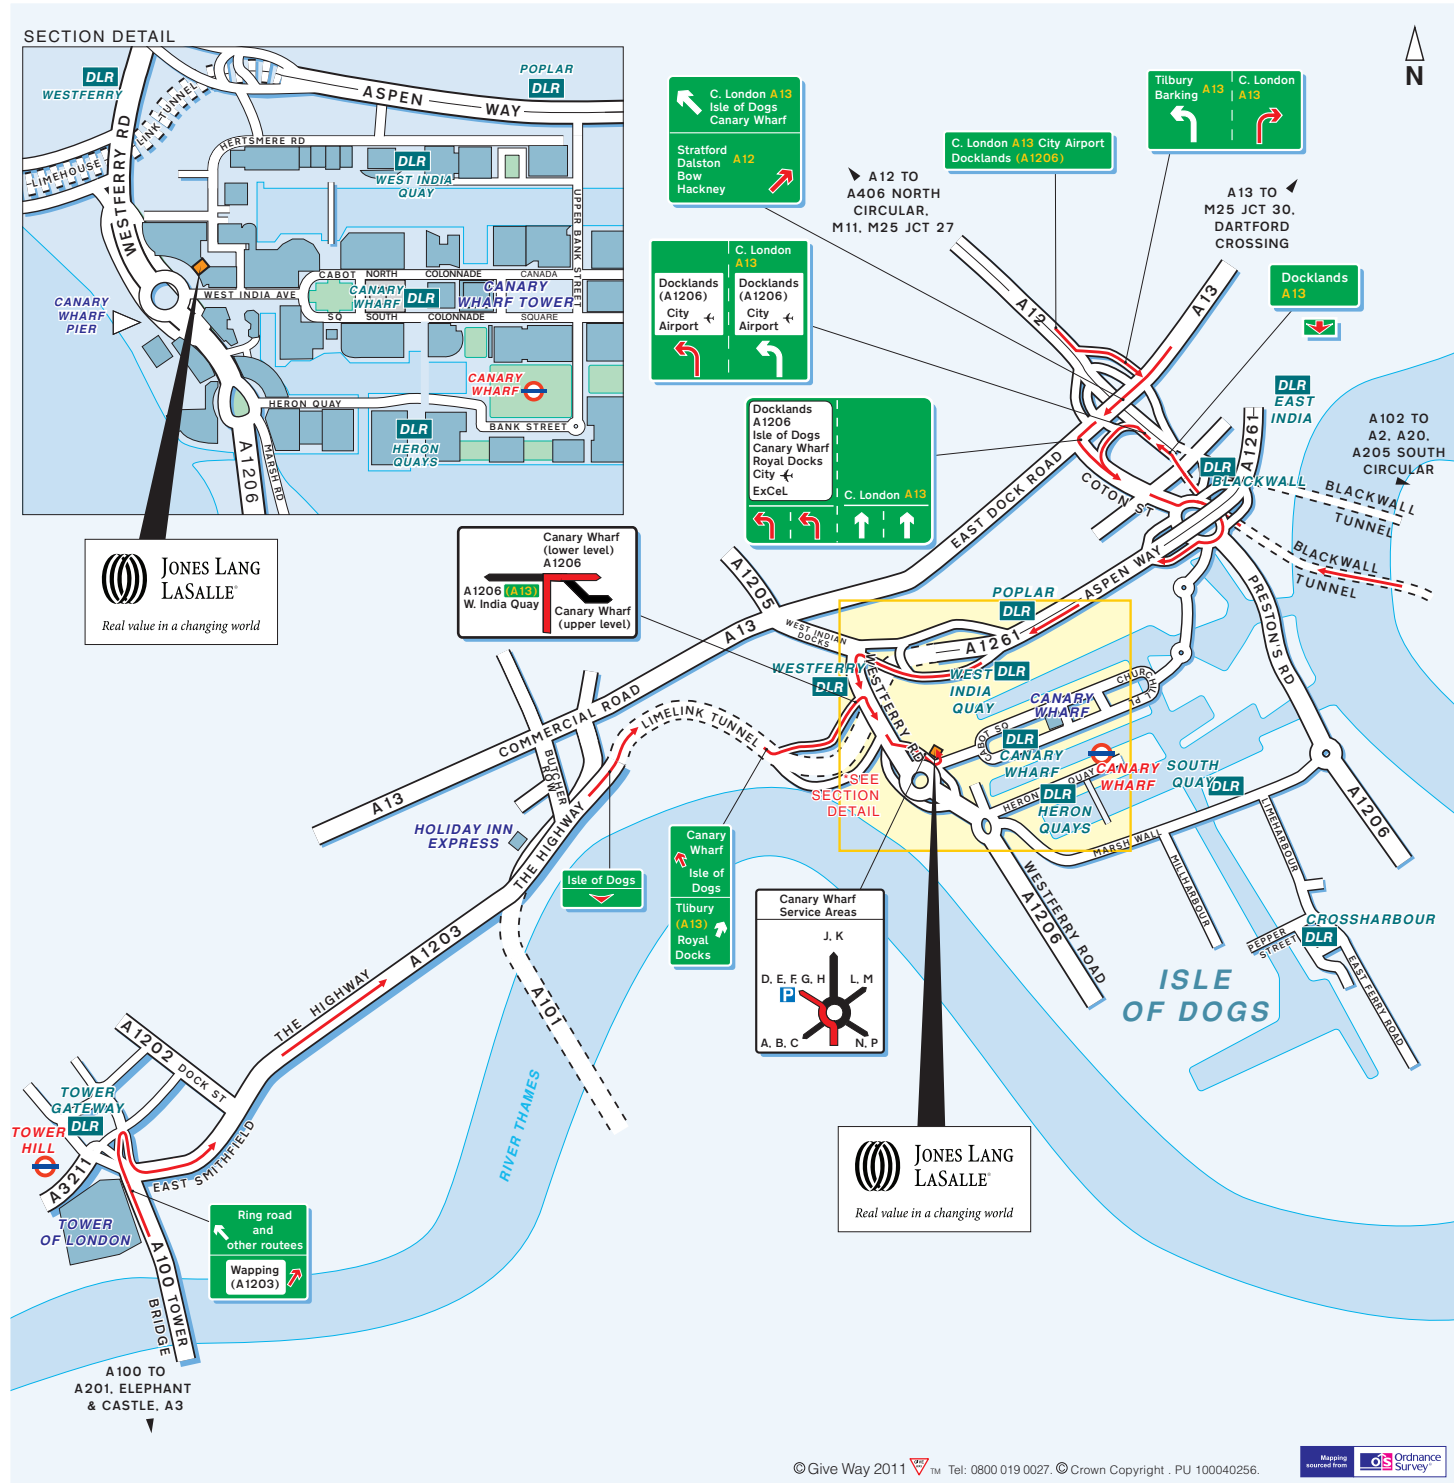 SECTION DETAIL
DLR
WESTFERRY
POPLAR
DLR
ASPEN WAY
LINK TUNNEL
LIMEHOUSE
WESTFERRY RD
HERTSMERE RD
DLR
WEST INDIA
QUAY
UPPER BANK STREET
CABOT
NORTH
COLONNADE
CANADA
WEST INDIA AVE
CANARY
WHARF
DLR
CANARY
WHARF TOWER
SQ
SOUTH
COLONNADE
SQUARE
CANARY
WHARF
PIER
CANARY
WHARF
HERON QUAY
BANK STREET
DLR
HERON
QUAYS
A1206
MARSH RD
JONES LANG
LASALLE
Real value in a changing world
C. London A13
Isle of Dogs
Canary Wharf
Stratford
Dalston
Bow
Hackney
A12
C. London A13 City Airport
Docklands (A1206)
Tilbury
Barking
A13
C. London
A13
N
A12 TO
A406 NORTH
CIRCULAR,
M11, M25 JCT 27
A13 TO
M25 JCT 30,
DARTFORD
CROSSING
C. London
A13
Docklands
(A1206)
City
Airport
Docklands
(A1206)
City
Airport
Docklands
A13
A12
A13
Docklands
A1206
Isle of Dogs
Canary Wharf
Royal Docks
City
ExCeL
C. London A13
DLR
EAST
INDIA
A1261
A102 TO
A2, A20,
A205 SOUTH
CIRCULAR
DLR
BLACKWALL
BLACKWALL
TUNNEL
BLACKWALL
TUNNEL
COTON ST
EAST DOCK ROAD
ASPEN WAY
PRESTON'S RD
Canary Wharf
(lower level)
A1206
A1206 (A13)
W. India Quay
Canary Wharf
(upper level)
A1205
A13
WEST INDIAN
DOCKS
POPLAR
DLR
A1261
WESTFERRY
DLR
WESTFERRY RD
WEST
INDIA
QUAY
DLR
CHURCHILL PL
CANARY
WHARF
CABOT SQ
DLR
CANARY
WHARF
CANARY
WHARF
SOUTH
QUAY
DLR
HERON QUAY
DLR
HERON
QUAYS
*SEE
SECTION
DETAIL
COMMERCIAL ROAD
LIMELINK TUNNEL
BUTCHER
ROW
A13
HOLIDAY INN
EXPRESS
THE HIGHWAY
Isle of Dogs
Canary
Wharf
Isle of
Dogs
Tlibury
(A13)
Royal
Docks
MARSH WALL
LIMEHARBOUR
MILLHARBOUR
A1206
WESTFERRY ROAD
A1206
CROSSHARBOUR
DLR
PEPPER
STREET
EAST FERRY ROAD
ISLE
OF DOGS
Canary Wharf
Service Areas
J, K
D, E, F, G, H
L, M
P
A, B, C
N, P
A1203
THE HIGHWAY
A101
A1202
DOCK ST
TOWER
GATEWAY
DLR
TOWER
HILL
A3211
EAST SMITHFIELD
TOWER
OF LONDON
RIVER THAMES
Ring road
and
other routees
Wapping
(A1203)
A100 TOWER
BRIDGE
A100 TO
A201, ELEPHANT
& CASTLE, A3
JONES LANG
LASALLE
Real value in a changing world
© Give Way 2011 TM Tel: 0800 019 0027. © Crown Copyright . PU 100040256.
Mapping
sourced from
OS Ordnance
Survey